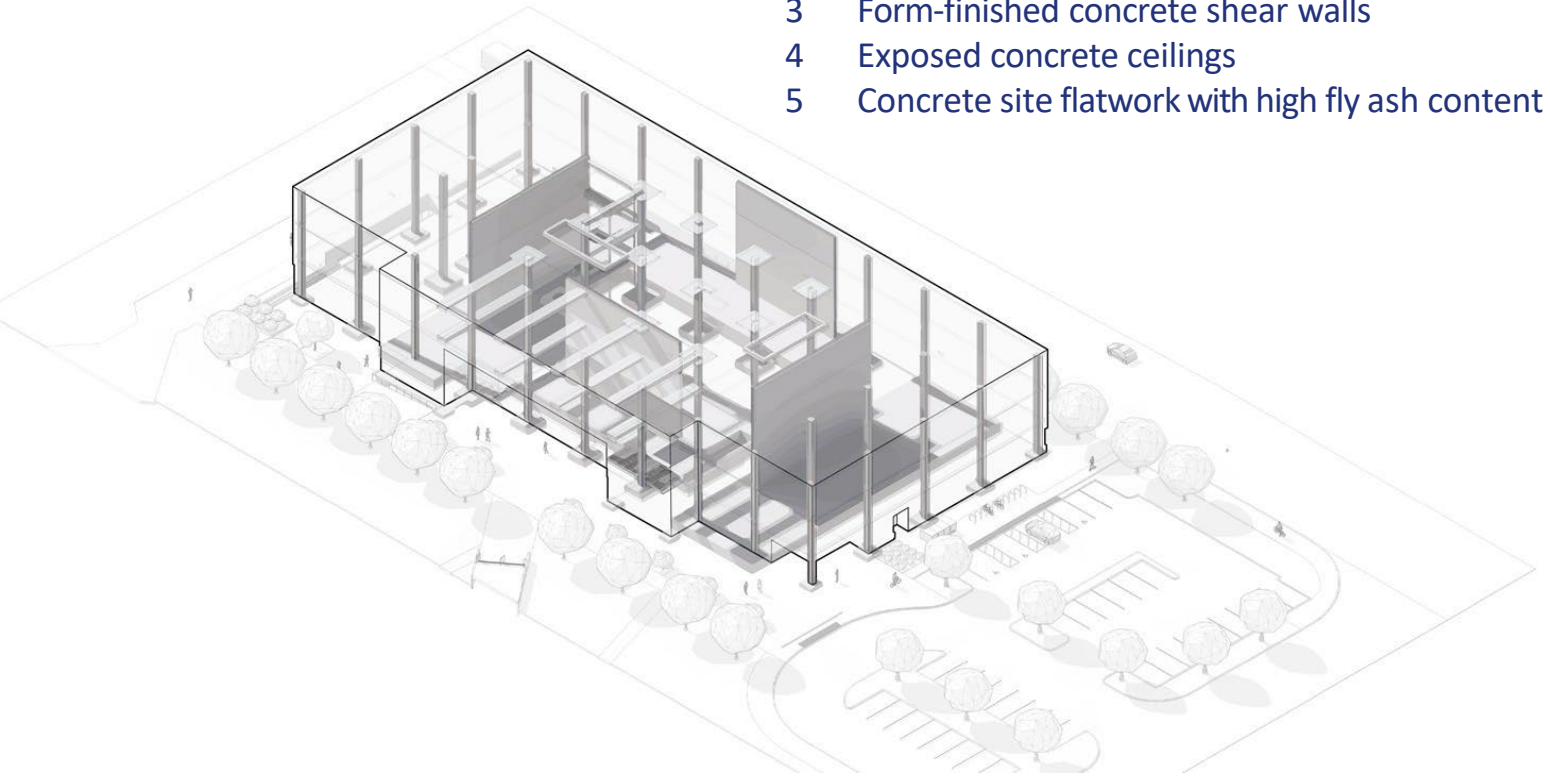 3 Form-finished concrete shear walls
4 Exposed concrete ceilings
5 Concrete site flatwork with high fly ash content